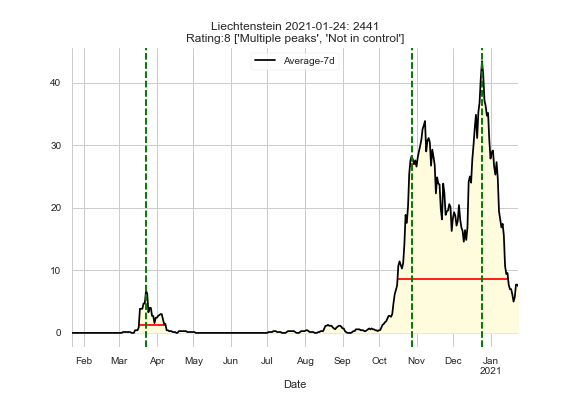 Liechtenstein 2021-01-24: 2441
Rating:8 ['Multiple peaks', 'Not in control']
Average-7d
40
30
20
10
0
Feb Mar Apr May Jun Jul Aug Sep Oct Nov Dec Jan
2021
Date